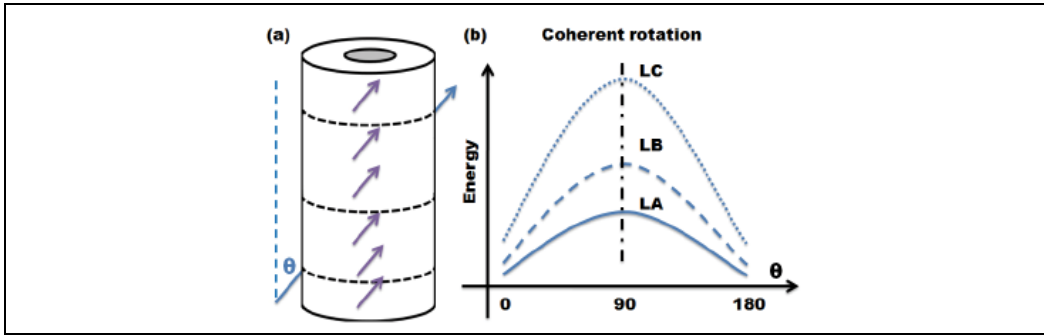 (a)
(b)
Coherent rotation
LC
LB
LA
Energy
θ
θ
0
90
180